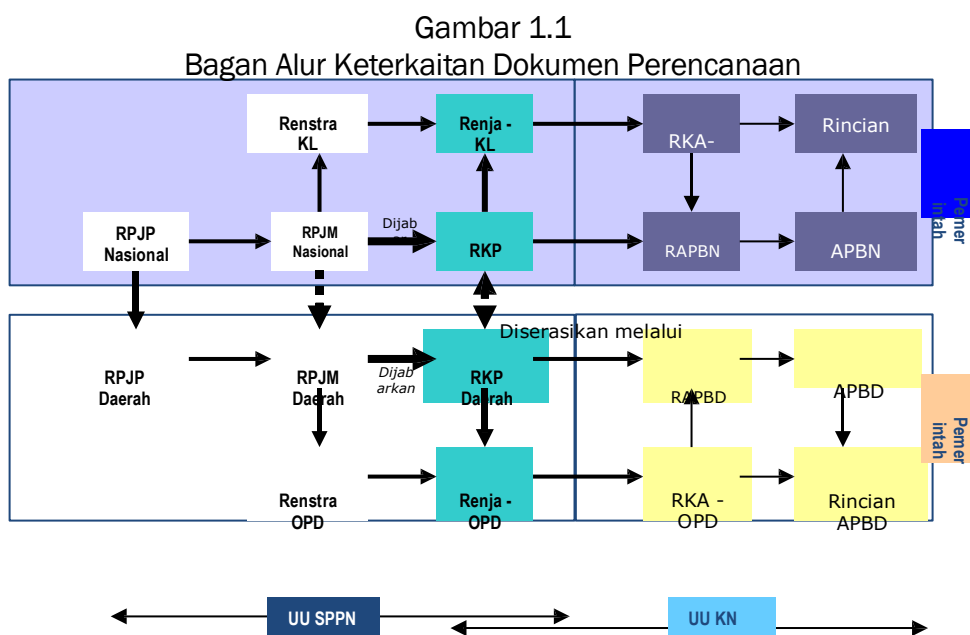 Gambar 1.1
Bagan Alur Keterkaitan Dokumen Perencanaan
Renstra
KL
Renja -
KL
RKA-
Rincian
Pemer
intah
RPJP
Nasional
RPJM
Nasional
Dijab
RKP
RAPBN
APBN
Diserasikan melalui
RPJP
Daerah
RPJM
Daerah
Dijab
arkan
RKP
Daerah
RAPBD
APBD
Pemer
intah
Renstra
OPD
Renja -
OPD
RKA -
OPD
Rincian
APBD
UU SPPN
UU KN